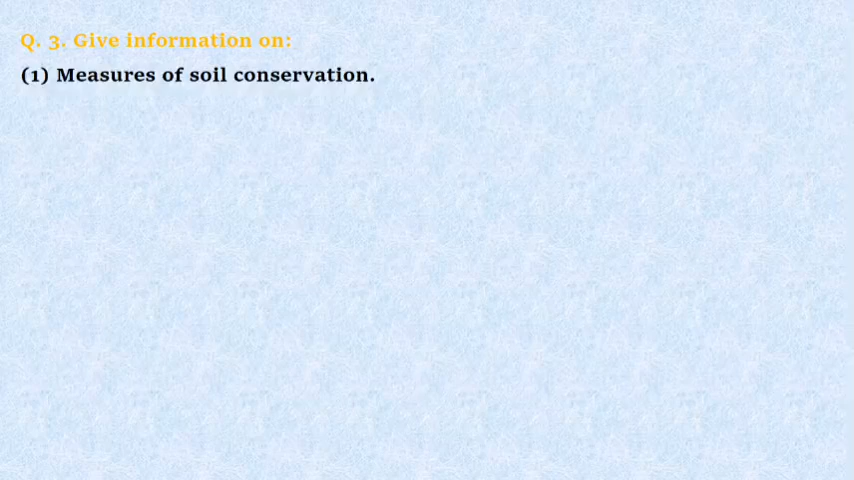 Q. 3. Give information on:
(1) Measures of soil conservation.